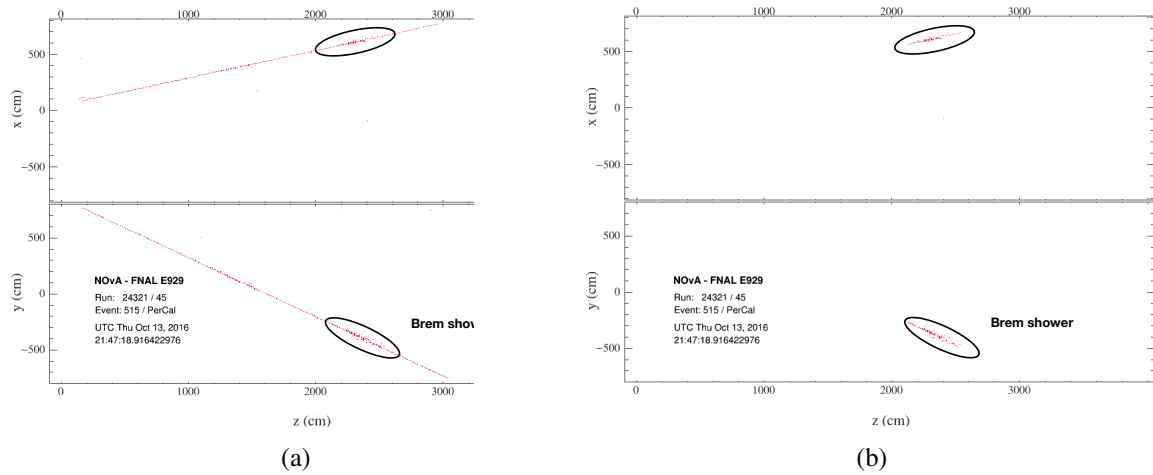 0 1000 2000 3000
500
0
−500
x (cm)
500
0
−500
y (cm)
NOvA - FNAL E929
Run: 24321 / 45
Event: 515 / PerCal
UTC Thu Oct 13, 2016
21:47:18.916422976
Brem show
0 1000 2000 3000
z (cm)
(a)
0 1000 2000 3000
500
0
−500
x (cm)
500
0
−500
y (cm)
NOvA - FNAL E929
Run: 24321 / 45
Event: 515 / PerCal
UTC Thu Oct 13, 2016
21:47:18.916422976
Brem shower
0 1000 2000 3000
z (cm)
(b)